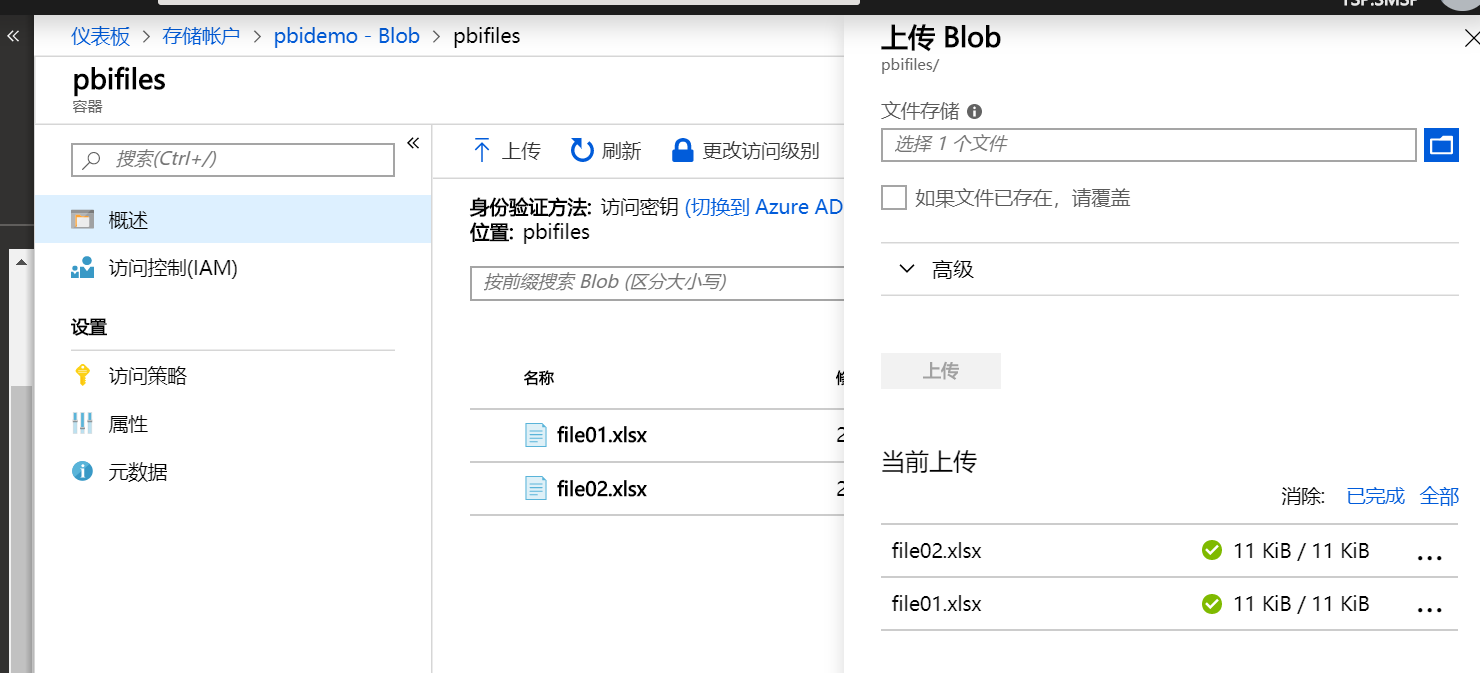 仪表板 > 存储帐户 > pbidemo - Blob > pbifiles
pbifiles
容器
搜索(Ctrl+/)
概述
访问控制(IAM)
设置
访问策略
属性
元数据
上传 刷新 更改访问级别
身份验证方法: 访问密钥 (切换到 Azure AD
位置: pbifiles
按前缀搜索 Blob (区分大小写)
名称
file01.xlsx
file02.xlsx
上传 Blob
pbifiles/
文件存储
选择 1 个文件
如果文件已存在，请覆盖
高级
上传
当前上传
消除: 已完成 全部
file02.xlsx 11 KiB / 11 KiB ...
file01.xlsx 11 KiB / 11 KiB ...